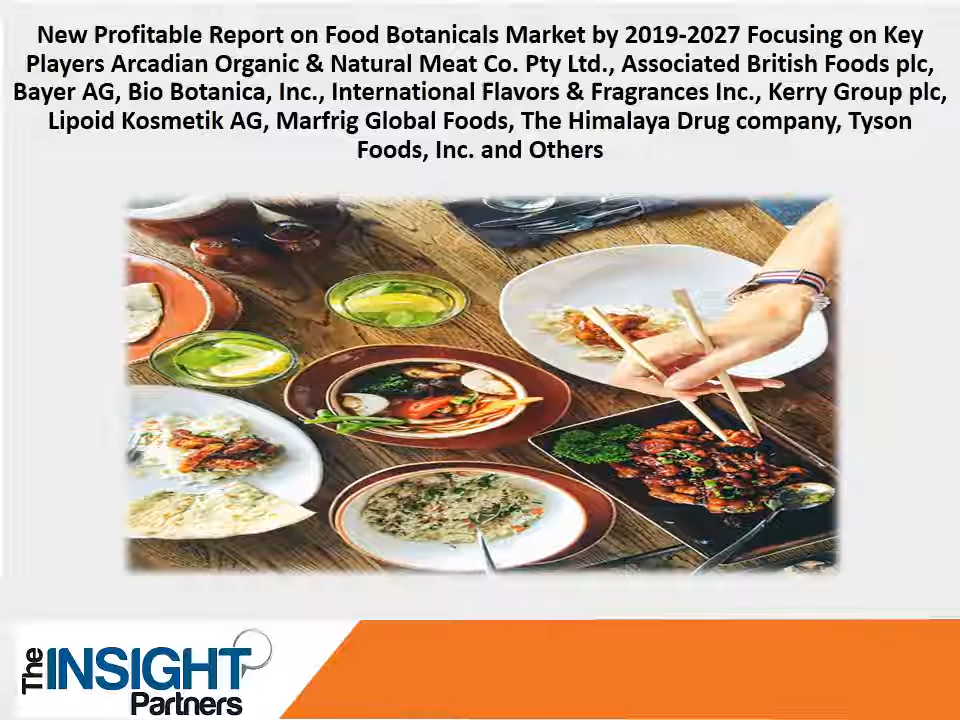 New Profitable Report on Food Botanicals Market by 2019-2027 Focusing on Key
Players Arcadian Organic & Natural Meat Co. Pty Ltd., Associated British Foods plc,
Bayer AG, Bio Botanica, Inc., International Flavors & Fragrances Inc., Kerry Group plc,
Lipoid Kosmetik AG, Marfrig Global Foods, The Himalaya Drug company, Tyson
Foods, Inc. and Others
The INSIGHT
Partners